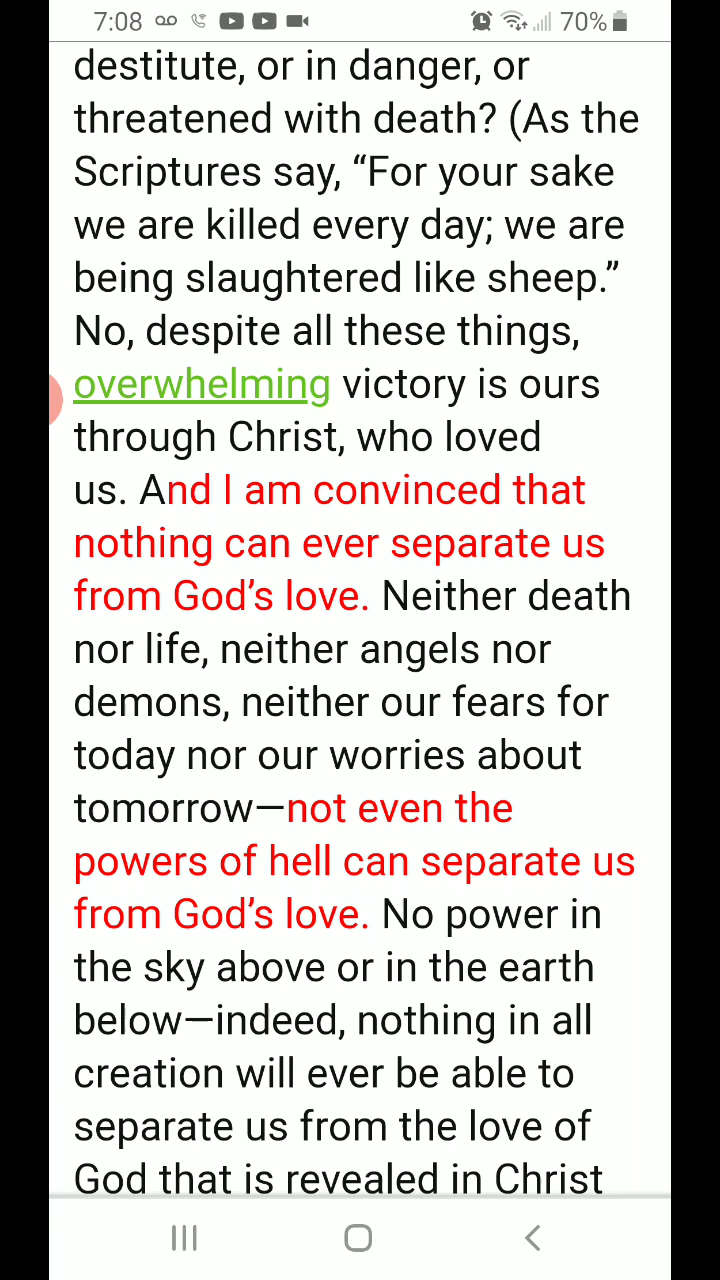 7:08 70%
destitute, or in danger, or
threatened with death? (As the
Scriptures say, “For your sake
we are killed every day; we are
being slaughtered like sheep.”
No, despite all these things,
overwhelming victory is ours
through Christ, who loved
us. And I am convinced that
nothing can ever separate us
from God’s love. Neither death
nor life, neither angels nor
demons, neither our fears for
today nor our worries about
tomorrow—not even the
powers of hell can separate us
from God’s love. No power in
the sky above or in the earth
below—indeed, nothing in all
creation will ever be able to
separate us from the love of
God that is revealed in Christ